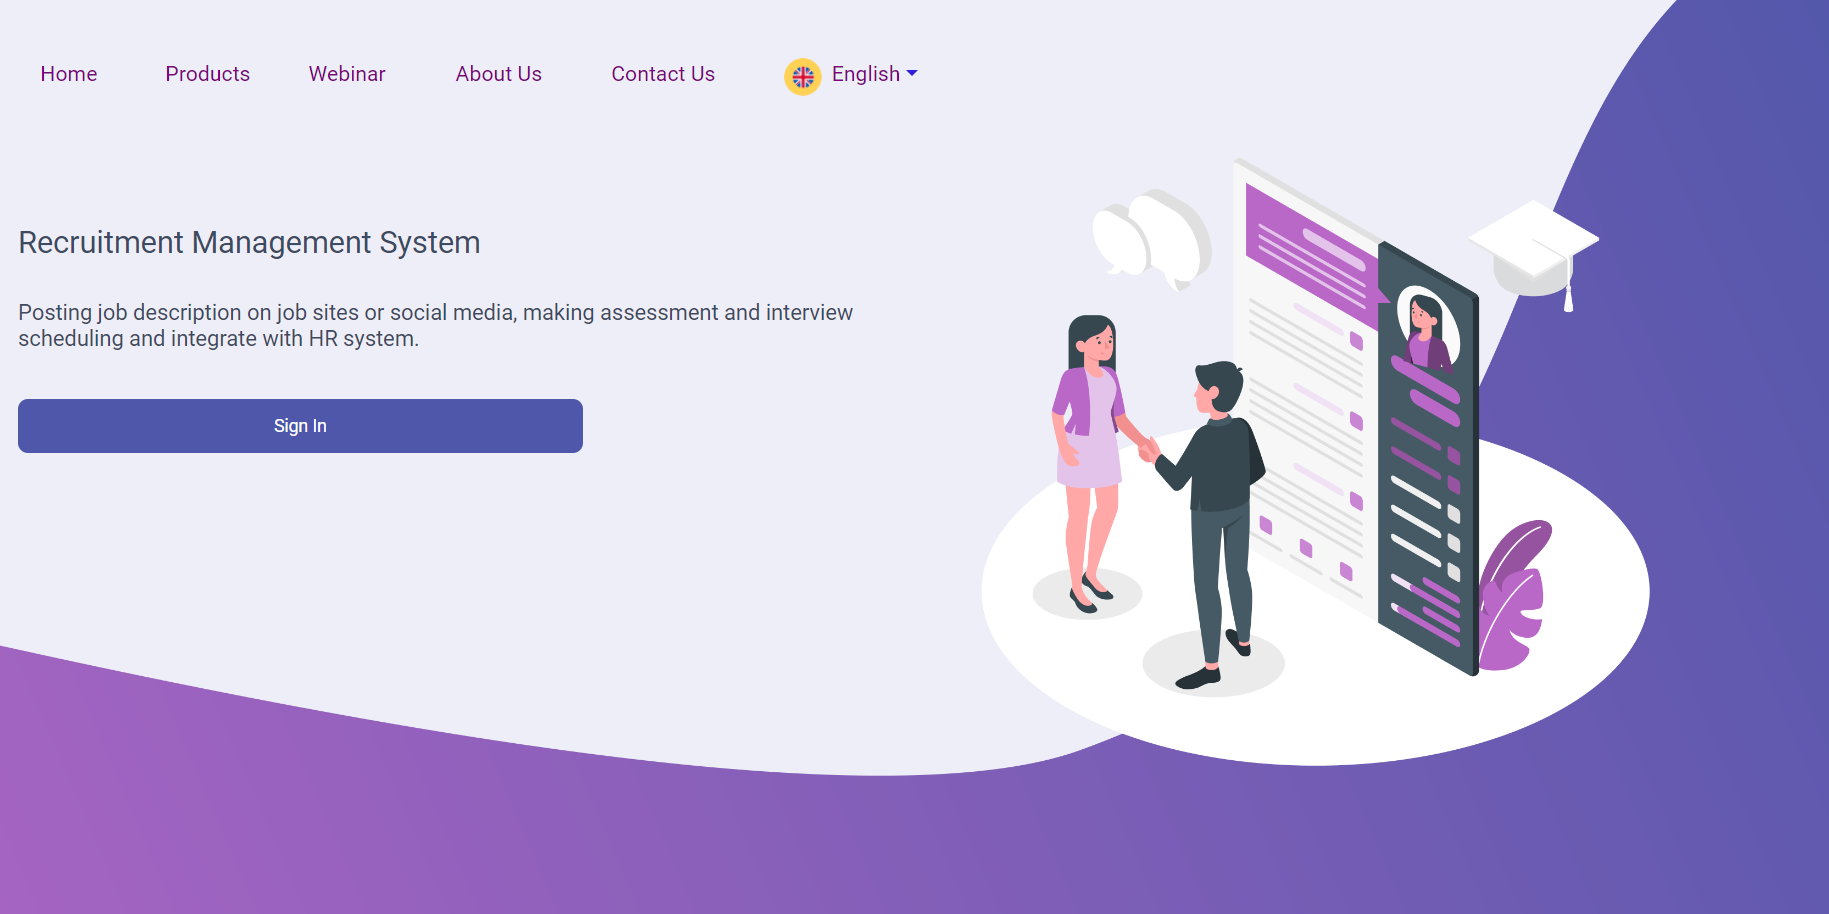 Home Products Webinar About Us Contact Us English
Recruitment Management System
Posting job description on job sites or social media, making assessment and interview
scheduling and integrate with HR system.
Sign In